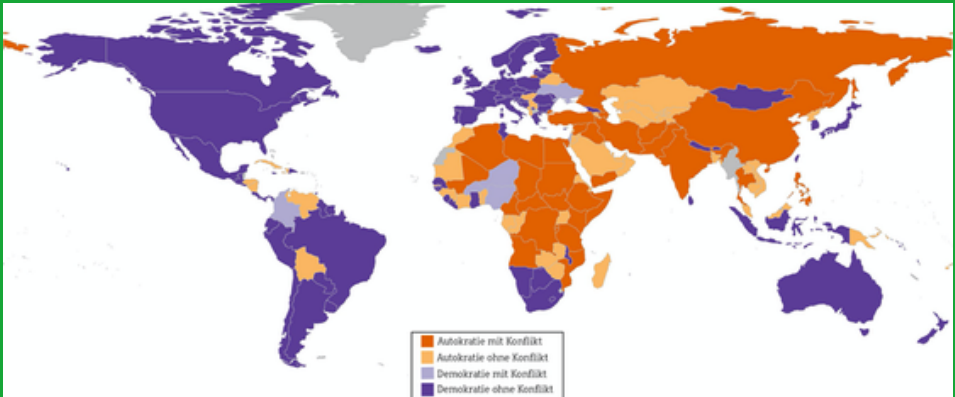 Autokratie mit Konflikt
Autokratie ohne Konflikt
Demokratie mit Konflikt
Demokratie ohne Konflikt